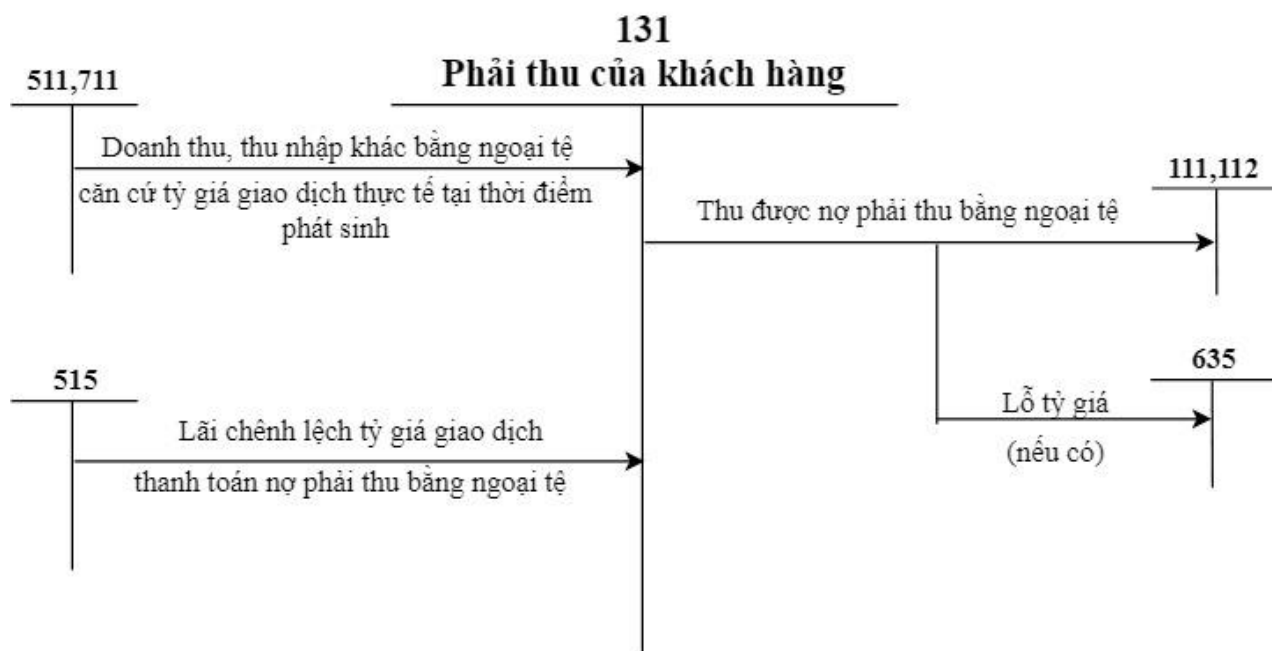 131
Phải thu của khách hàng
511,711
Doanh thu, thu nhập khác bằng ngoại tệ
căn cứ tỷ giá giao dịch thực tế tại thời điểm
phát sinh
111,112
Thu được nợ phải thu bằng ngoại tệ
635
Lỗ tỷ giá
(nếu có)
515
Lãi chênh lệch tỷ giá giao dịch
thanh toán nợ phải thu bằng ngoại tệ